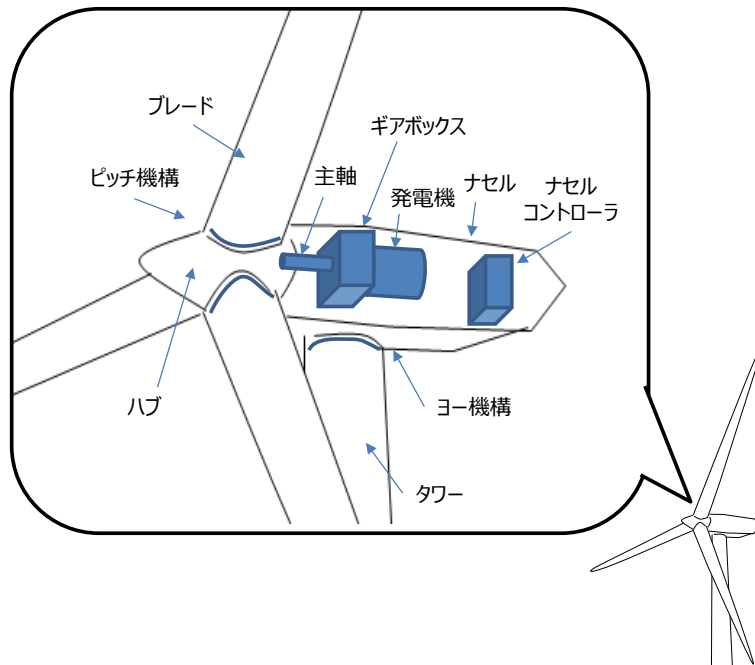 ブレード
ギアボックス
ピッチ機構
主軸
発電機
ナセル
ナセル
コントローラ
ハブ
ヨー機構
タワー